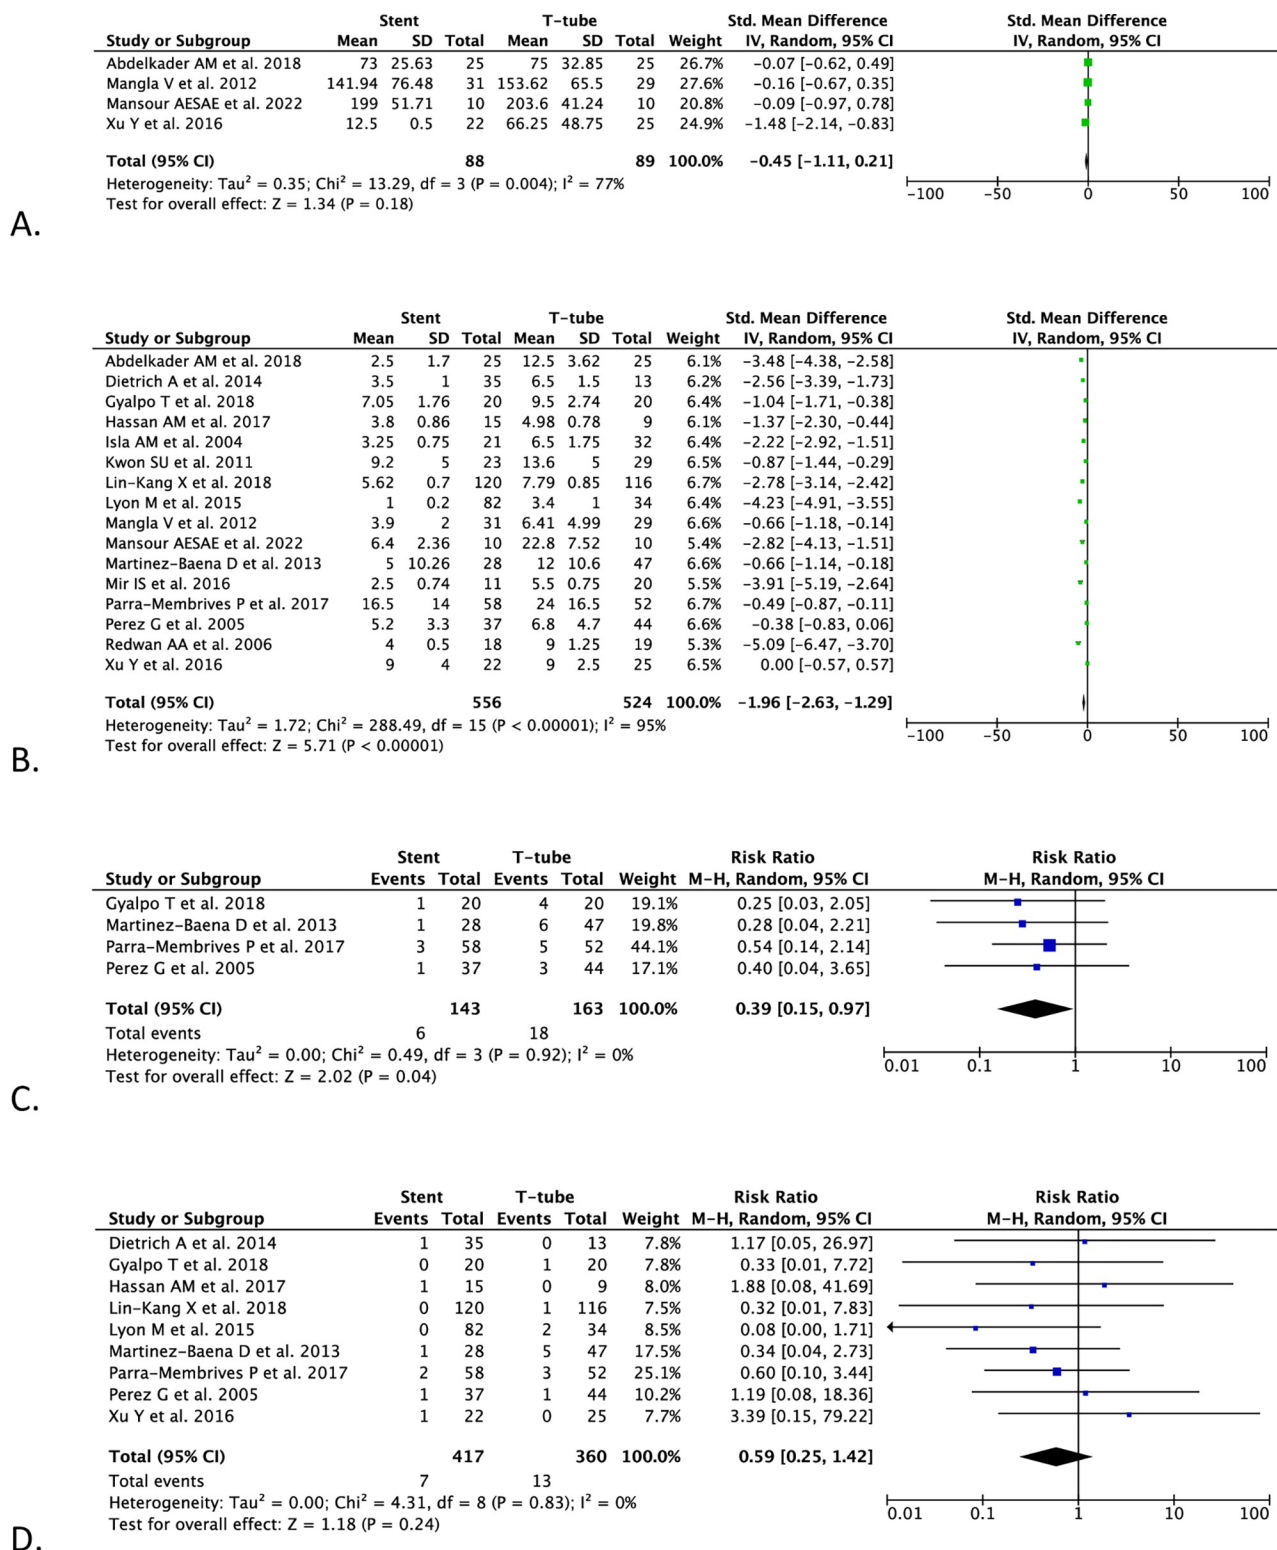 Stent T-tube Std. Mean Difference Std. Mean Difference
Study or Subgroup Mean SD Total Mean SD Total Weight IV, Random, 95% CI IV, Random, 95% CI
Abdelkader AM et al. 2018 73 25.63 25 75 32.85 25 26.7% −0.07 [−0.62, 0.49]
Mangla V et al. 2012 141.94 76.48 31 153.62 65.5 29 27.6% −0.16 [−0.67, 0.35]
Mansour AESAE et al. 2022 199 51.71 10 203.6 41.24 10 20.8% −0.09 [−0.97, 0.78]
Xu Y et al. 2016 12.5 0.5 22 66.25 48.75 25 24.9% −1.48 [−2.14, −0.83]
Total (95% CI) 88 89 100.0% −0.45 [−1.11, 0.21]
Heterogeneity: Tau² = 0.35; Chi² = 13.29, df = 3 (P = 0.004); I² = 77%
Test for overall effect: Z = 1.34 (P = 0.18)
−100 −50 0 50 100
A.
Stent T-tube Std. Mean Difference Std. Mean Difference
Study or Subgroup Mean SD Total Mean SD Total Weight IV, Random, 95% CI IV, Random, 95% CI
Abdelkader AM et al. 2018 2.5 1.7 25 12.5 3.62 25 6.1% −3.48 [−4.38, −2.58]
Dietrich A et al. 2014 3.5 1 35 6.5 1.5 13 6.2% −2.56 [−3.39, −1.73]
Gyalpo T et al. 2018 7.05 1.76 20 9.5 2.74 20 6.4% −1.04 [−1.71, −0.38]
Hassan AM et al. 2017 3.8 0.86 15 4.98 0.78 9 6.1% −1.37 [−2.30, −0.44]
Isla AM et al. 2004 3.25 0.75 21 6.5 1.75 32 6.4% −2.22 [−2.92, −1.51]
Kwon SU et al. 2011 9.2 5 23 13.6 5 29 6.5% −0.87 [−1.44, −0.29]
Lin-Kang X et al. 2018 5.62 0.7 120 7.79 0.85 116 6.7% −2.78 [−3.14, −2.42]
Lyon M et al. 2015 1 0.2 82 3.4 1 34 6.4% −4.23 [−4.91, −3.55]
Mangla V et al. 2012 3.9 2 31 6.41 4.99 29 6.6% −0.66 [−1.18, −0.14]
Mansour AESAE et al. 2022 6.4 2.36 10 22.8 7.52 10 5.4% −2.82 [−4.13, −1.51]
Martinez-Baena D et al. 2013 5 10.26 28 12 10.6 47 6.6% −0.66 [−1.14, −0.18]
Mir IS et al. 2016 2.5 0.74 11 5.5 0.75 20 5.5% −3.91 [−5.19, −2.64]
Parra-Membrives P et al. 2017 16.5 14 58 24 16.5 52 6.7% −0.49 [−0.87, −0.11]
Perez G et al. 2005 5.2 3.3 37 6.8 4.7 44 6.6% −0.38 [−0.83, 0.06]
Redwan AA et al. 2006 4 0.5 18 9 1.25 19 5.3% −5.09 [−6.47, −3.70]
Xu Y et al. 2016 9 4 22 9 2.5 25 6.5% 0.00 [−0.57, 0.57]
Total (95% CI) 556 524 100.0% −1.96 [−2.63, −1.29]
Heterogeneity: Tau² = 1.72; Chi² = 288.49, df = 15 (P < 0.00001); I² = 95%
Test for overall effect: Z = 5.71 (P < 0.00001)
−100 −50 0 50 100
B.
Stent T-tube Risk Ratio Risk Ratio
Study or Subgroup Events Total Events Total Weight M-H, Random, 95% CI M-H, Random, 95% CI
Gyalpo T et al. 2018 1 20 4 20 19.1% 0.25 [0.03, 2.05]
Martinez-Baena D et al. 2013 1 28 6 47 19.8% 0.28 [0.04, 2.21]
Parra-Membrives P et al. 2017 3 58 5 52 44.1% 0.54 [0.14, 2.14]
Perez G et al. 2005 1 37 3 44 17.1% 0.40 [0.04, 3.65]
Total (95% CI) 143 163 100.0% 0.39 [0.15, 0.97]
Total events 6 18
Heterogeneity: Tau² = 0.00; Chi² = 0.49, df = 3 (P = 0.92); I² = 0%
Test for overall effect: Z = 2.02 (P = 0.04)
0.01 0.1 1 10 100
C.
Stent T-tube Risk Ratio Risk Ratio
Study or Subgroup Events Total Events Total Weight M-H, Random, 95% CI M-H, Random, 95% CI
Dietrich A et al. 2014 1 35 0 13 7.8% 1.17 [0.05, 26.97]
Gyalpo T et al. 2018 0 20 1 20 7.8% 0.33 [0.01, 7.72]
Hassan AM et al. 2017 1 15 0 9 8.0% 1.88 [0.08, 41.69]
Lin-Kang X et al. 2018 0 120 1 116 7.5% 0.32 [0.01, 7.83]
Lyon M et al. 2015 0 82 2 34 8.5% 0.08 [0.00, 1.71]
Martinez-Baena D et al. 2013 1 28 5 47 17.5% 0.34 [0.04, 2.73]
Parra-Membrives P et al. 2017 2 58 3 52 25.1% 0.60 [0.10, 3.44]
Perez G et al. 2005 1 37 1 44 10.2% 1.19 [0.08, 18.36]
Xu Y et al. 2016 1 22 0 25 7.7% 3.39 [0.15, 79.22]
Total (95% CI) 417 360 100.0% 0.59 [0.25, 1.42]
Total events 7 13
Heterogeneity: Tau² = 0.00; Chi² = 4.31, df = 8 (P = 0.83); I² = 0%
Test for overall effect: Z = 1.18 (P = 0.24)
0.01 0.1 1 10 100
D.